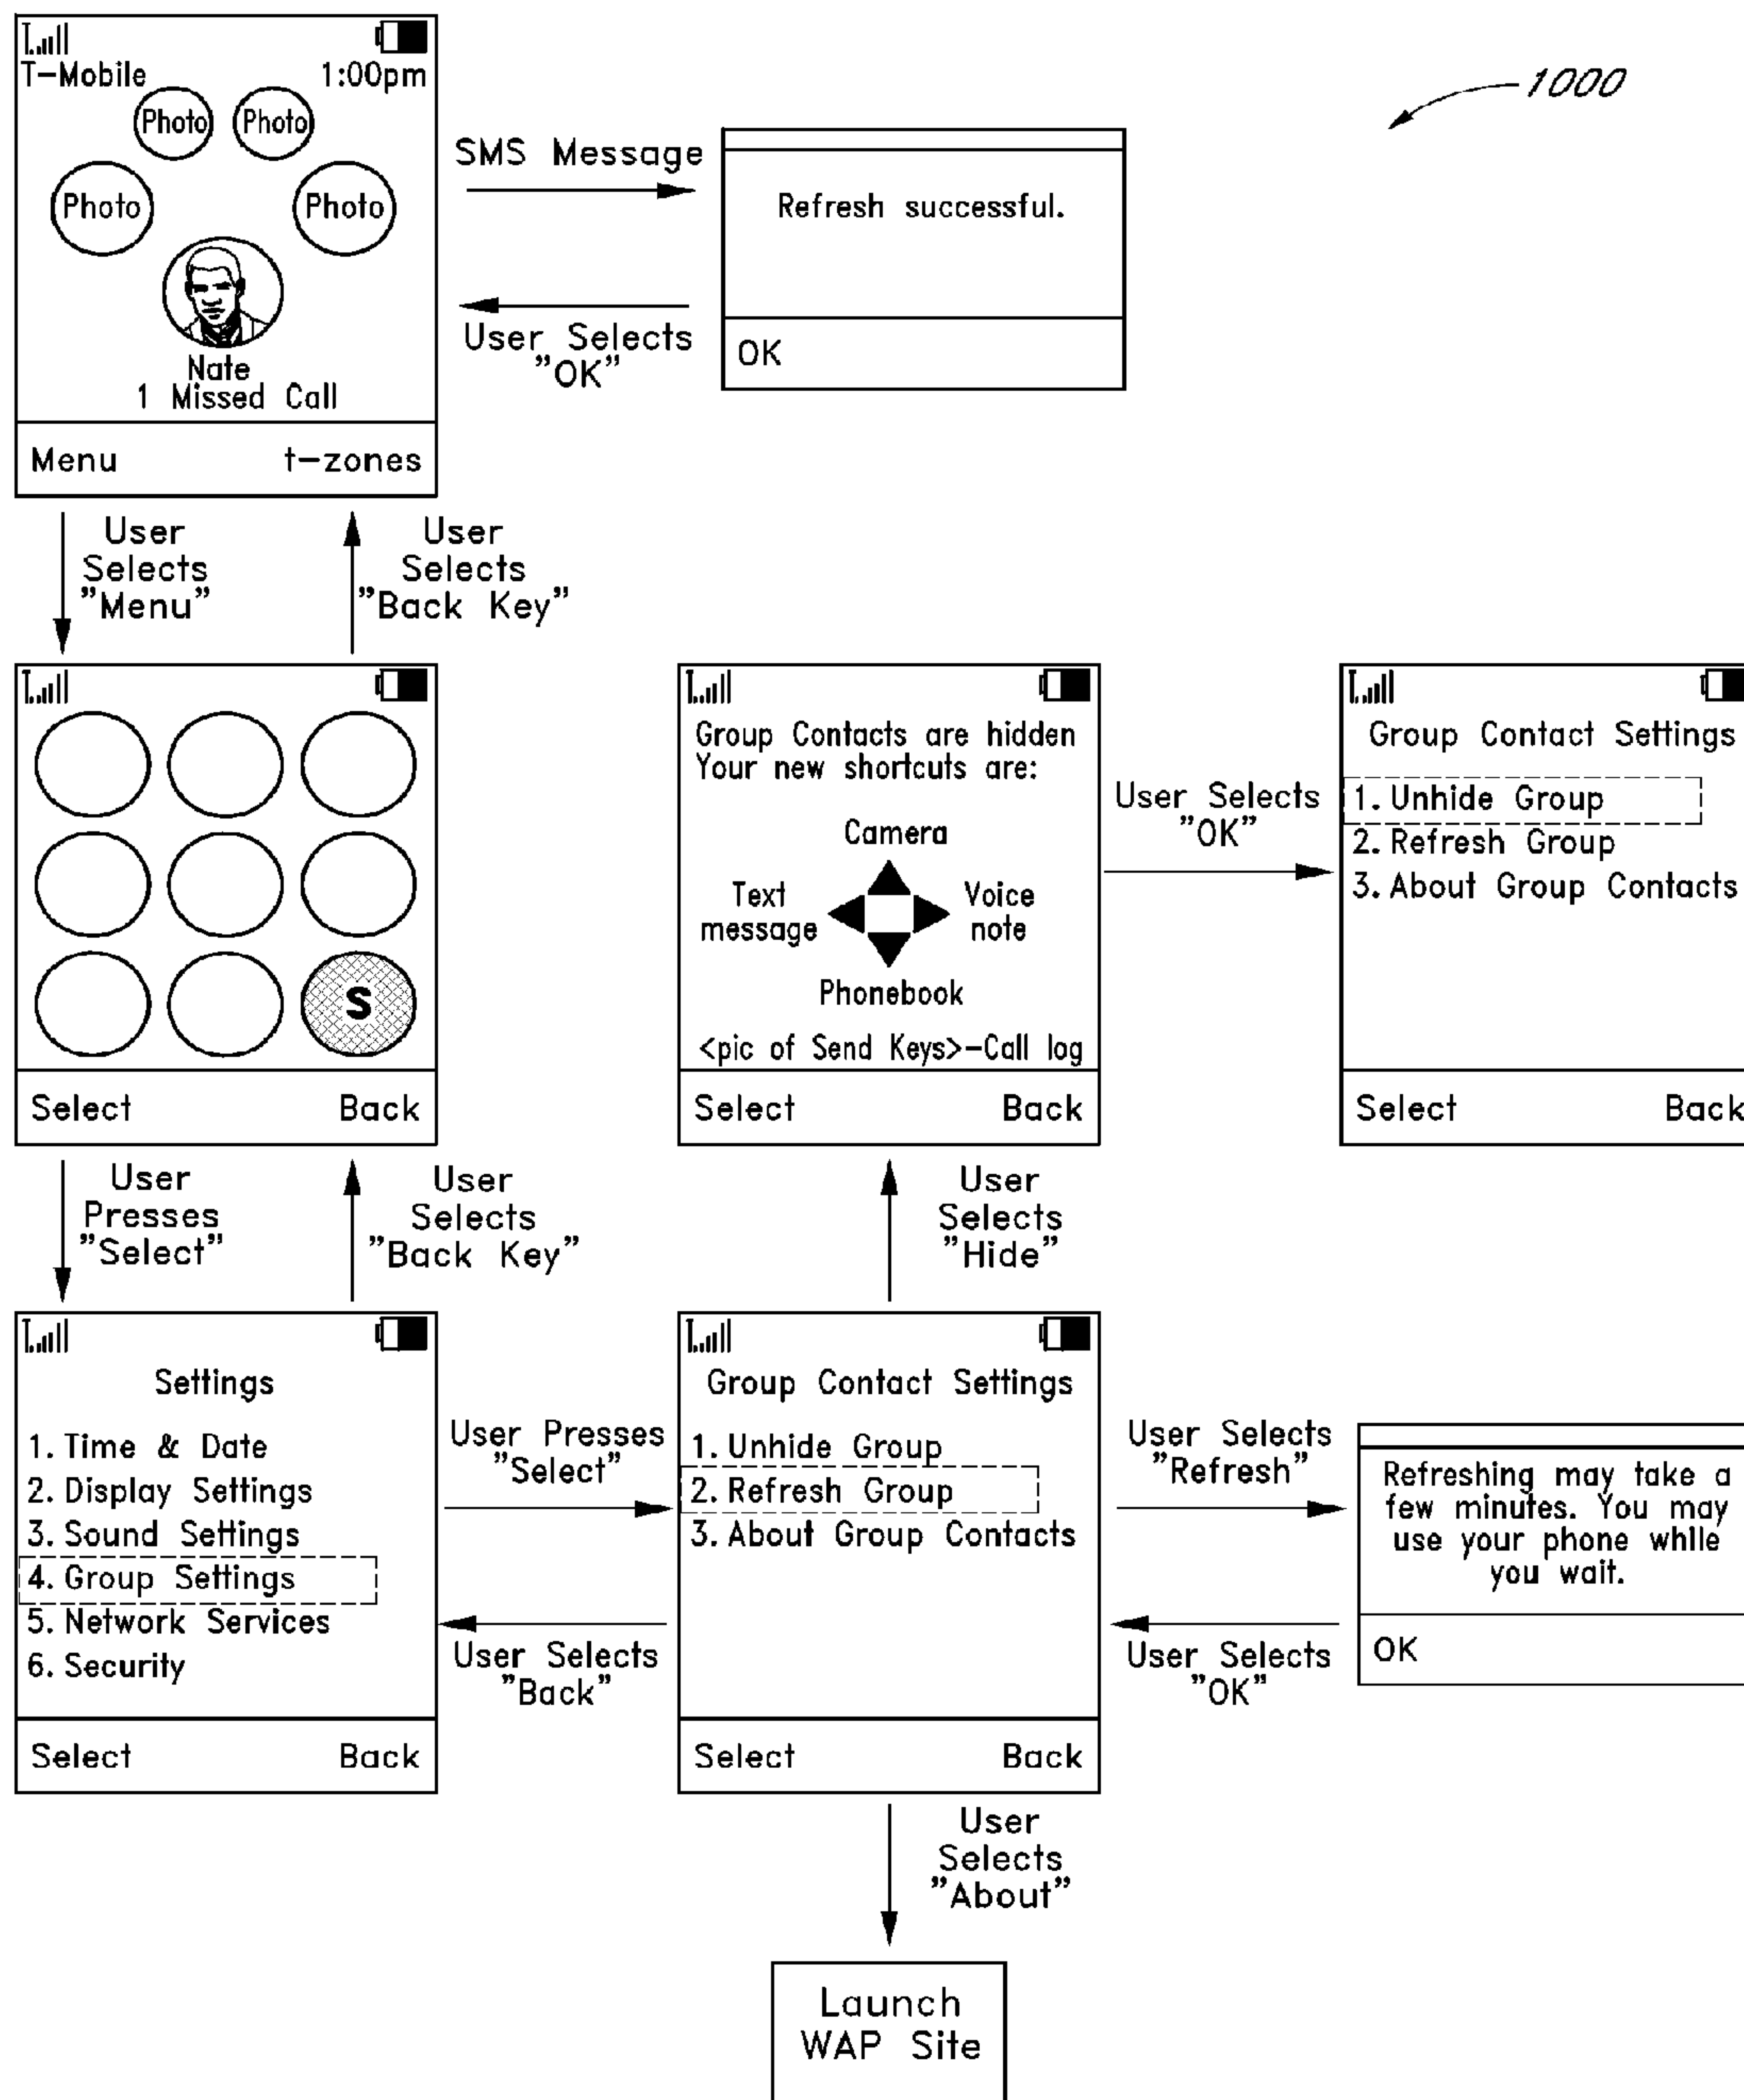 T-Mobile 1:00pm
Photo Photo
Photo Photo
Nate
1 Missed Call
Menu t-zones
SMS Message
User Selects
"OK"
Refresh successful.
OK
1000
User
Selects
"Menu"
User
Selects
"Back Key"
S
Select Back
Group Contacts are hidden
Your new shortcuts are:
Camera
Text
message
Voice
note
Phonebook
<pic of Send Keys>-Call log
Select Back
User Selects
"OK"
Group Contact Settings
1. Unhide Group
2. Refresh Group
3. About Group Contacts
Select Back
User
Presses
"Select"
User
Selects
"Back Key"
User
Selects
"Hide"
Settings
1. Time & Date
2. Display Settings
3. Sound Settings
4. Group Settings
5. Network Services
6. Security
Select Back
User Presses
"Select"
User Selects
"Back"
Group Contact Settings
1. Unhide Group
2. Refresh Group
3. About Group Contacts
Select Back
User Selects
"Refresh"
User Selects
"OK"
Refreshing may take a
few minutes. You may
use your phone while
you wait.
OK
User
Selects
"About"
Launch
WAP Site